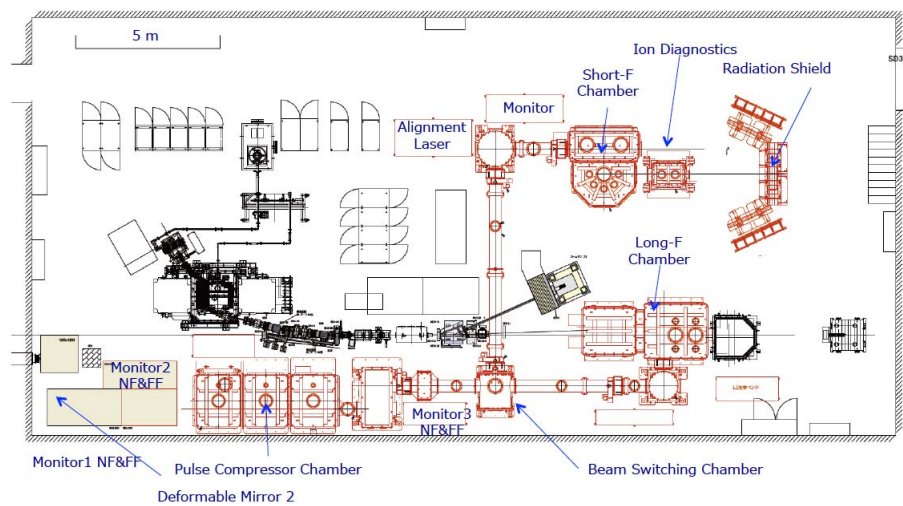 5 m
Ion Diagnostics
SD3
Short-F
Chamber
Radiation Shield
Monitor
Alignment
Laser
Long-F
Chamber
Monitor2
NF&FF
Monitor3
NF&FF
Monitor1 NF&FF
Pulse Compressor Chamber
Beam Switching Chamber
Deformable Mirror 2